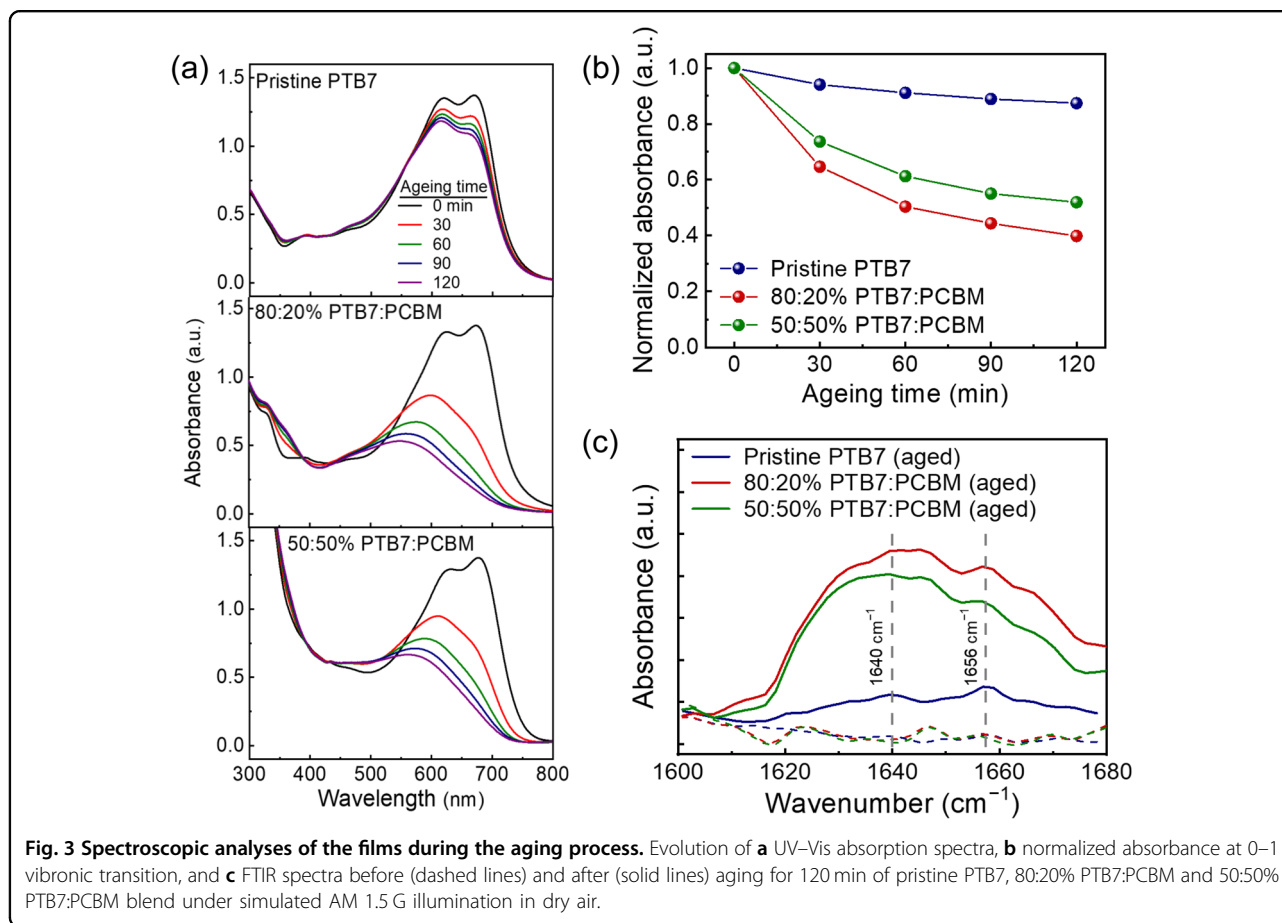 (a)
Pristine PTB7
1.5
1.0
0.5
0.0
Ageing time
0 min
30
60
90
120
80:20% PTB7:PCBM
1.5
1.0
0.5
0.0
50:50% PTB7:PCBM
1.5
1.0
0.5
0.0
Absorbance (a.u.)
300 400 500 600 700 800
Wavelength (nm)
(b)
1.0
0.8
0.6
0.4
0.2
0.0
Normalized absorbance (a.u.)
Pristine PTB7
80:20% PTB7:PCBM
50:50% PTB7:PCBM
0 30 60 90 120
Ageing time (min)
(c)
Pristine PTB7 (aged)
80:20% PTB7:PCBM (aged)
50:50% PTB7:PCBM (aged)
1640 cm⁻¹
1656 cm⁻¹
Absorbance (a.u.)
1600 1620 1640 1660 1680
Wavenumber (cm⁻¹)
Fig. 3 Spectroscopic analyses of the films during the aging process. Evolution of a UV–Vis absorption spectra, b normalized absorbance at 0–1
vibronic transition, and c FTIR spectra before (dashed lines) and after (solid lines) aging for 120 min of pristine PTB7, 80:20% PTB7:PCBM and 50:50%
PTB7:PCBM blend under simulated AM 1.5 G illumination in dry air.